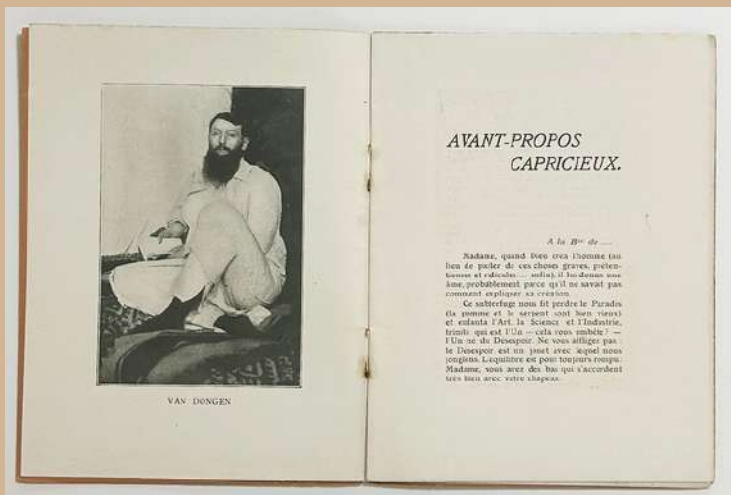 VAN DONGEN
AVANT-PROPOS
CAPRICIEUX.
A la Bne de ....
Madame, quand Dieu créa l'homme (au
lieu de parler de ces choses graves, préten-
tieuses et ridicules.... enfin), il lui donna une
âme, probablement parce qu'il ne savait pas
comment expliquer sa création.
Ce subterfuge nous fit perdre le Paradis
(la pomme et le serpent sont bien vieux)
et enfanta l'Art, la Science et l'Industrie,
trinité qui est l'Un — cela vous embête? —
l'Un né du Désespoir. Ne vous affligez pas :
le Désespoir est un jouet avec lequel nous
jonglons. L'équilibre est pour toujours rompu.
Madame, vous avez des bas qui s'accordent
très bien avec votre chapeau.